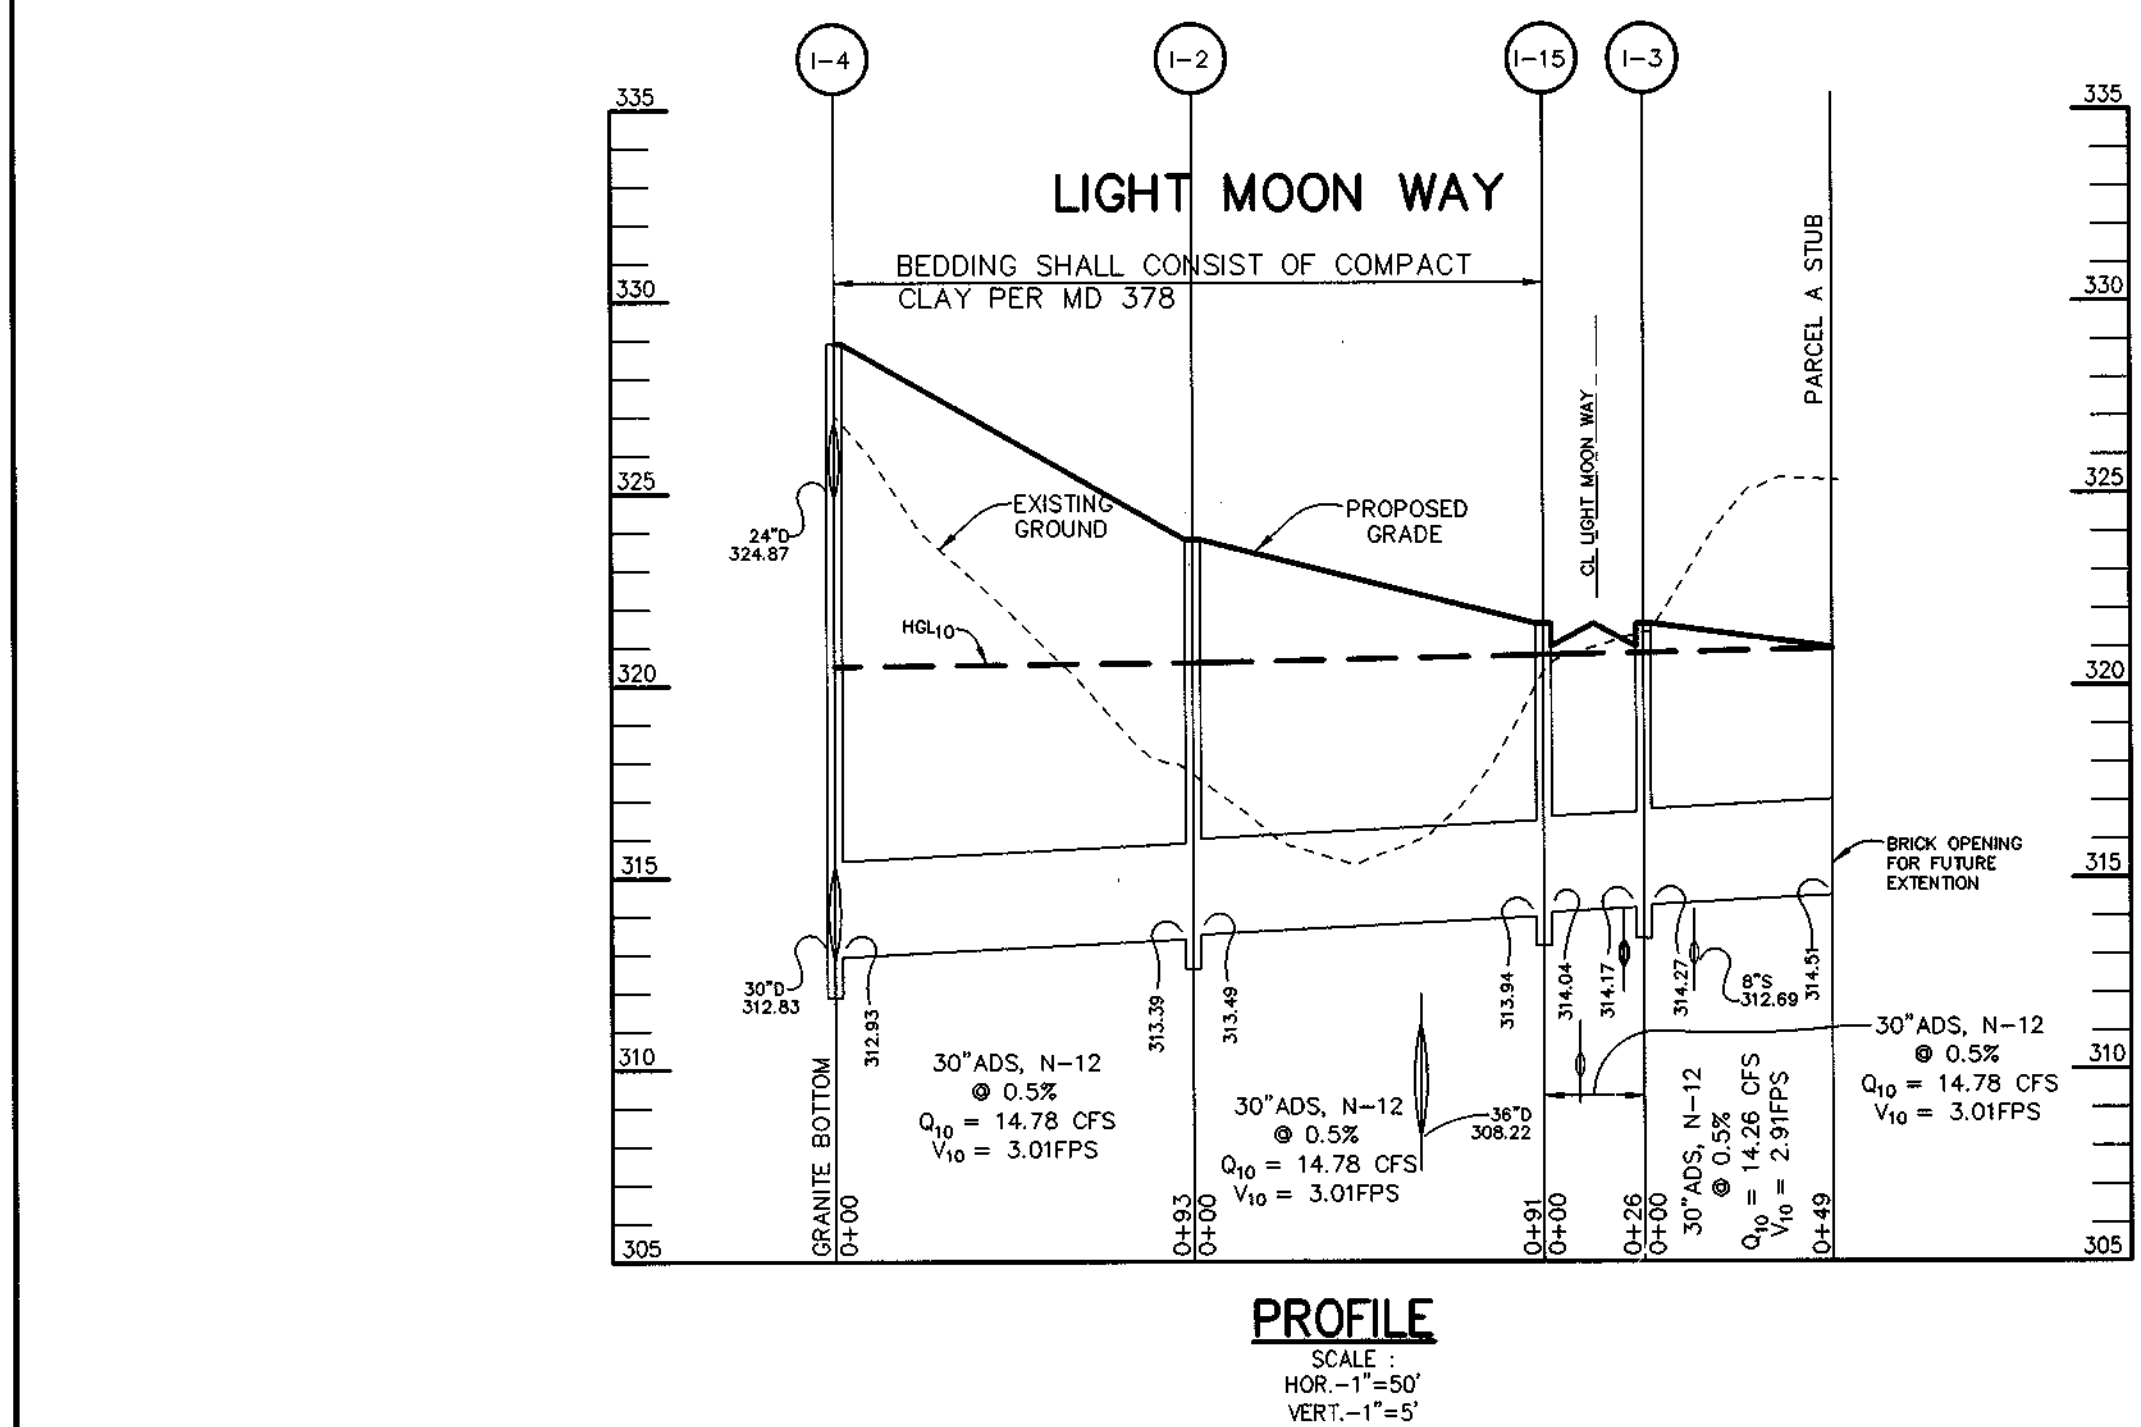 I-4
I-2
I-15
I-3
335
335
LIGHT MOON WAY
BEDDING SHALL CONSIST OF COMPACT
CLAY PER MD 378
330
330
PARCEL A STUB
CL LIGHT MOON WAY
325
325
EXISTING
GROUND
PROPOSED
GRADE
24"D
324.87
HGL10
320
320
BRICK OPENING
FOR FUTURE
EXTENTION
315
315
30"D
312.83
312.93
313.39
313.49
313.94
314.04
314.17
314.27
8"S
312.69
314.51
310
310
30"ADS, N-12
@ 0.5%
Q10 = 14.78 CFS
V10 = 3.01FPS
30"ADS, N-12
@ 0.5%
Q10 = 14.78 CFS
V10 = 3.01FPS
36"D
308.22
30"ADS, N-12
@ 0.5%
Q10 = 14.26 CFS
V10 = 2.91FPS
30"ADS, N-12
@ 0.5%
Q10 = 14.78 CFS
V10 = 3.01FPS
GRANITE BOTTOM
0+00
0+93
0+00
0+91
0+00
0+26
0+00
0+49
305
305
PROFILE
SCALE :
HOR.-1"=50'
VERT.-1"=5'